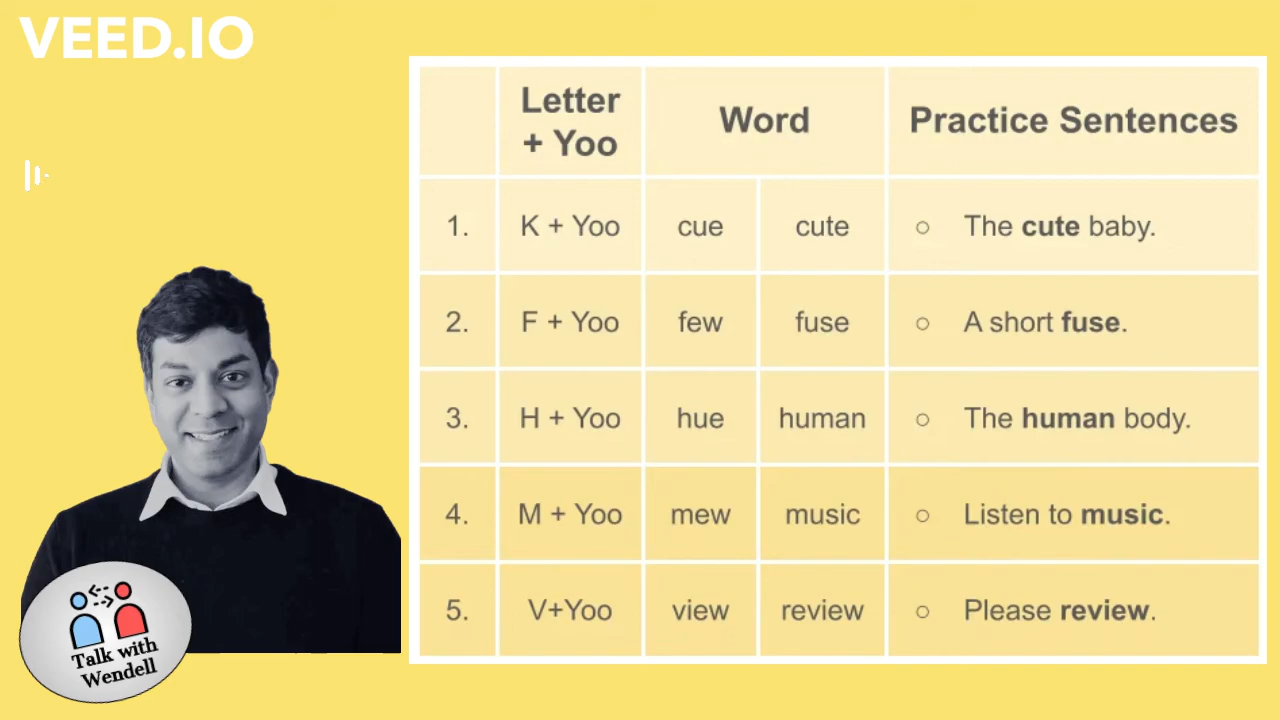 VEED.IO
Letter + Yoo Word Practice Sentences
1. K + Yoo cue cute ○ The cute baby.
2. F + Yoo few fuse ○ A short fuse.
3. H + Yoo hue human ○ The human body.
4. M + Yoo mew music ○ Listen to music.
5. V+Yoo view review ○ Please review.
Talk with
Wendell